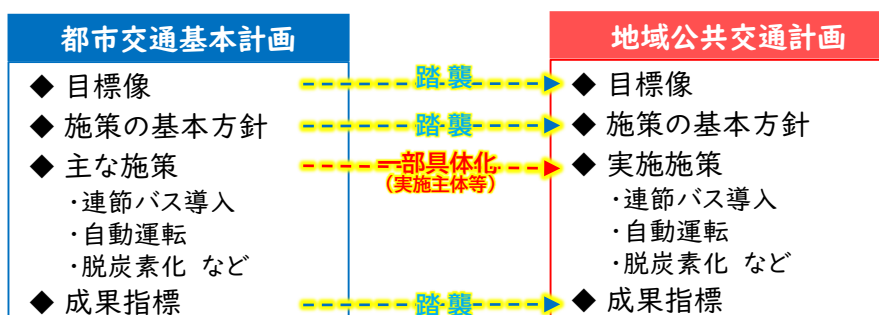 都市交通基本計画
◆ 目標像
◆ 施策の基本方針
◆ 主な施策
・連節バス導入
・自動運転
・脱炭素化 など
◆ 成果指標
踏襲
踏襲
一部具体化
（実施主体等）
踏襲
地域公共交通計画
◆ 目標像
◆ 施策の基本方針
◆ 実施施策
・連節バス導入
・自動運転
・脱炭素化 など
◆ 成果指標